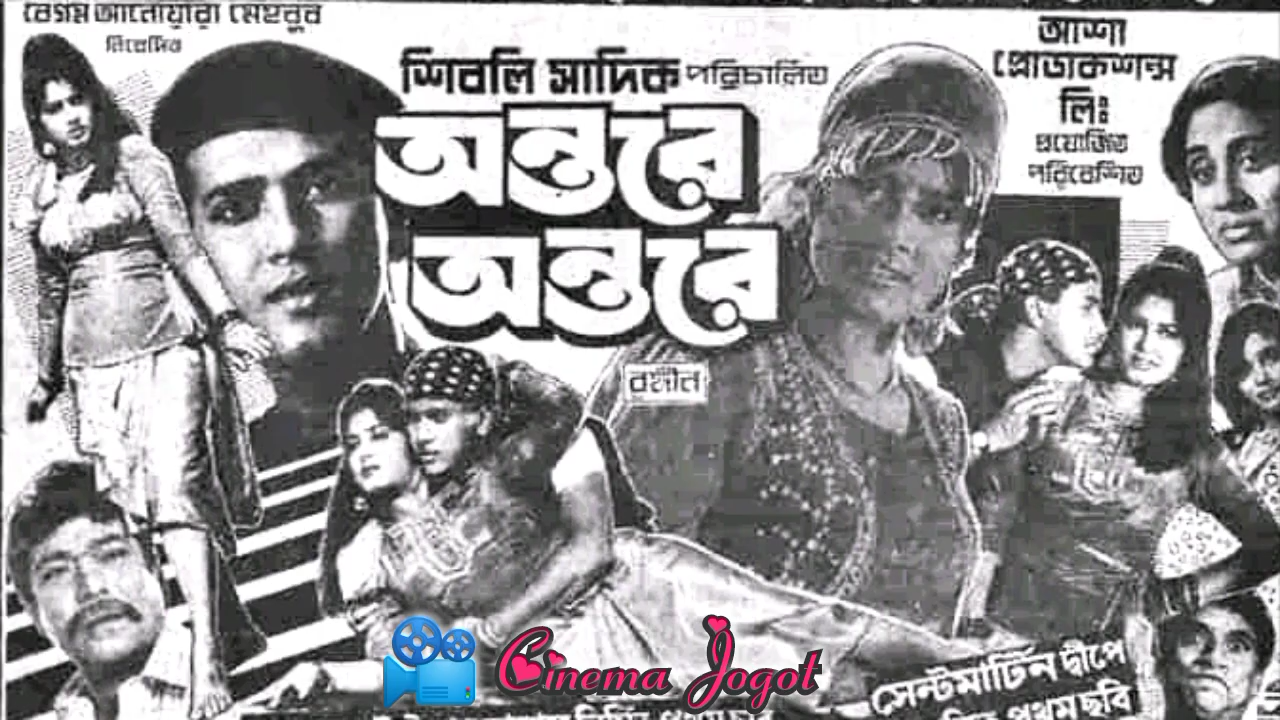 বেগম আনোয়ারা মেহবুব
নিবেদিত
শিবলি সাদিক পরিচালিত
অন্তরে
অন্তরে
রঙ্গীন
আশা
প্রোডাকশন্স
লিঃ
প্রযোজিত
পরিবেশিত
সেন্টমার্টিন দ্বীপে
প্রথম ছবি
Cinema Jogot